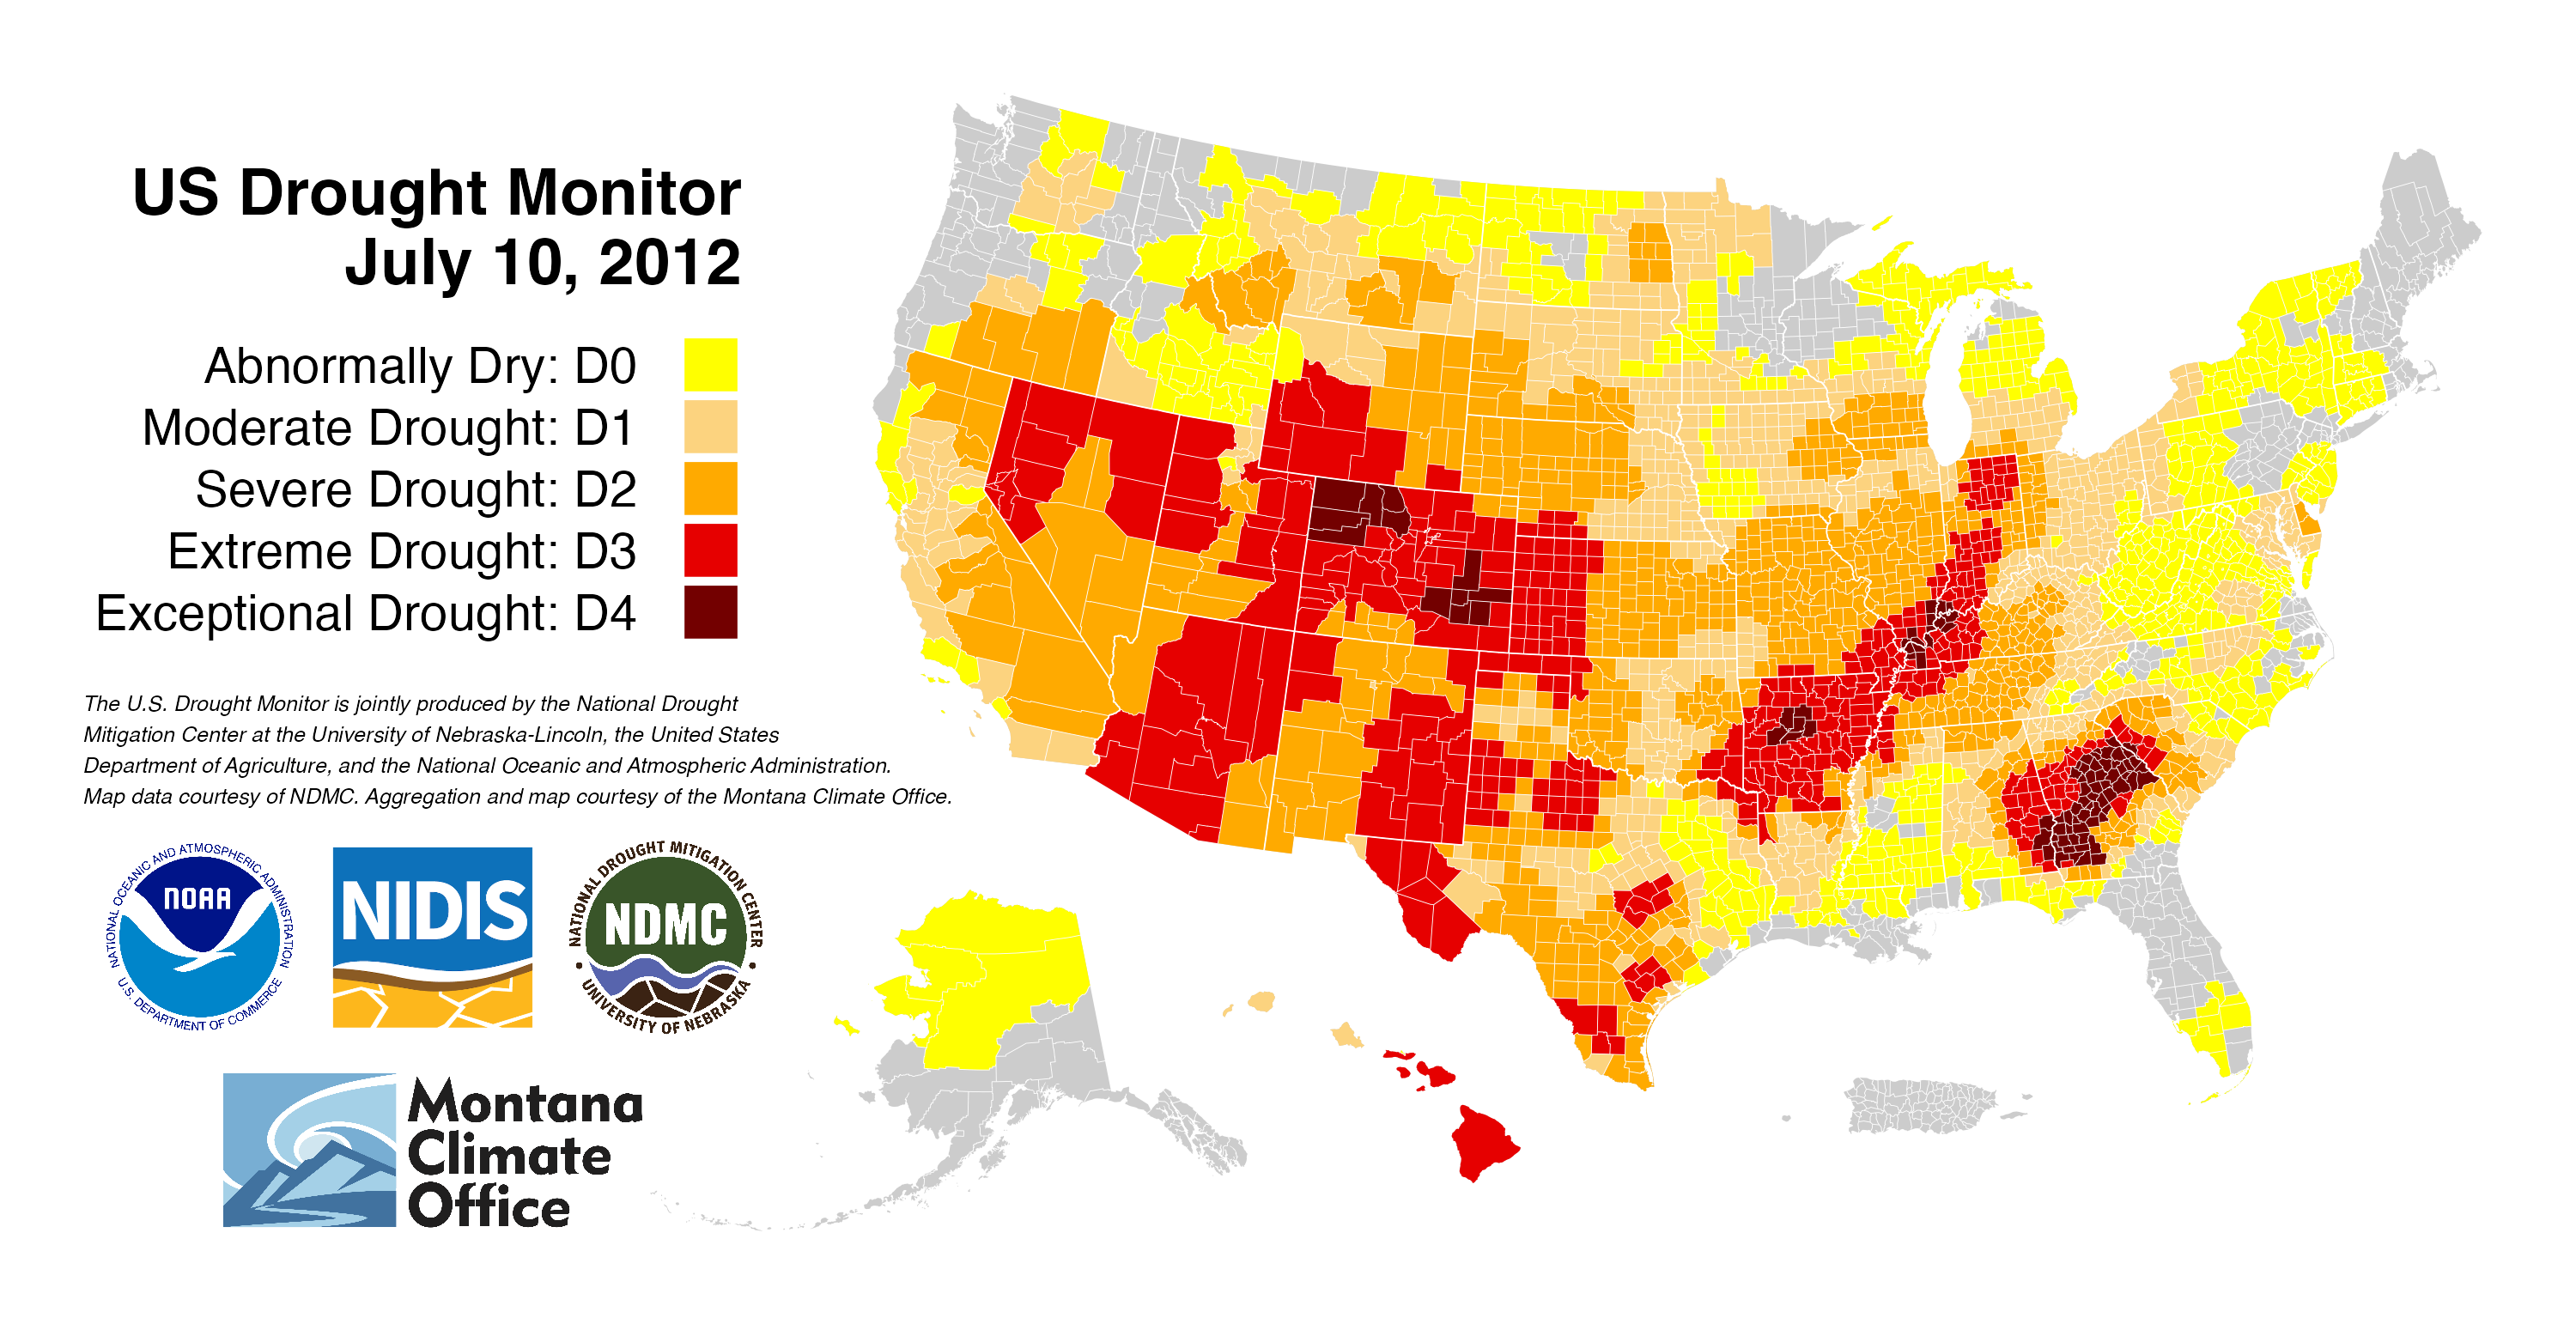 US Drought Monitor
July 10, 2012
Abnormally Dry: D0
Moderate Drought: D1
Severe Drought: D2
Extreme Drought: D3
Exceptional Drought: D4
The U.S. Drought Monitor is jointly produced by the National Drought
Mitigation Center at the University of Nebraska-Lincoln, the United States
Department of Agriculture, and the National Oceanic and Atmospheric Administration.
Map data courtesy of NDMC. Aggregation and map courtesy of the Montana Climate Office.
NATIONAL OCEANIC AND ATMOSPHERIC ADMINISTRATION
NOAA
U.S. DEPARTMENT OF COMMERCE
NIDIS
NATIONAL DROUGHT MITIGATION CENTER
NDMC
UNIVERSITY OF NEBRASKA
Montana
Climate
Office